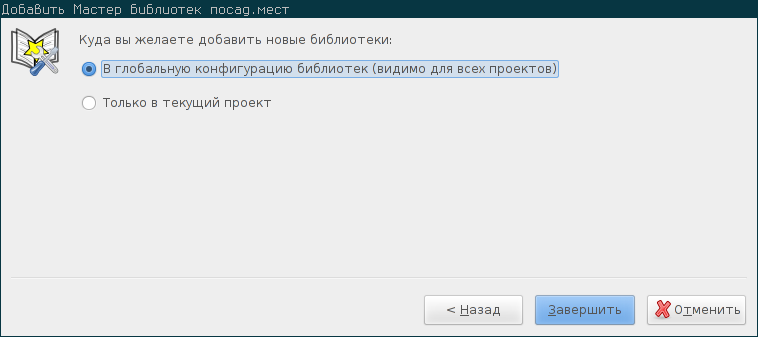 Добавить Мастер Библиотек посад.мест
Куда вы желаете добавить новые библиотеки:
В глобальную конфигурацию библиотек (видимо для всех проектов)
Только в текущий проект
< Назад
Завершить
Отменить